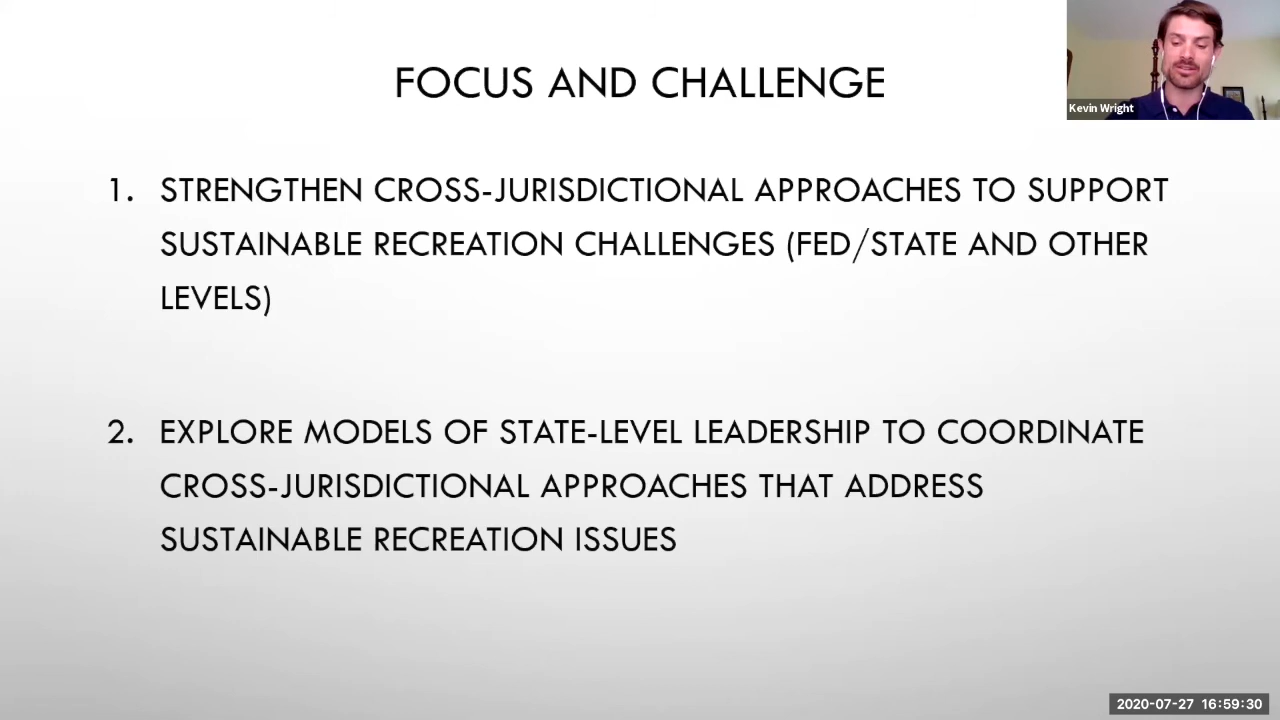 FOCUS AND CHALLENGE
Kevin Wright
1. STRENGTHEN CROSS-JURISDICTIONAL APPROACHES TO SUPPORT
SUSTAINABLE RECREATION CHALLENGES (FED/STATE AND OTHER
LEVELS)
2. EXPLORE MODELS OF STATE-LEVEL LEADERSHIP TO COORDINATE
CROSS-JURISDICTIONAL APPROACHES THAT ADDRESS
SUSTAINABLE RECREATION ISSUES
2020-07-27 16:59:30